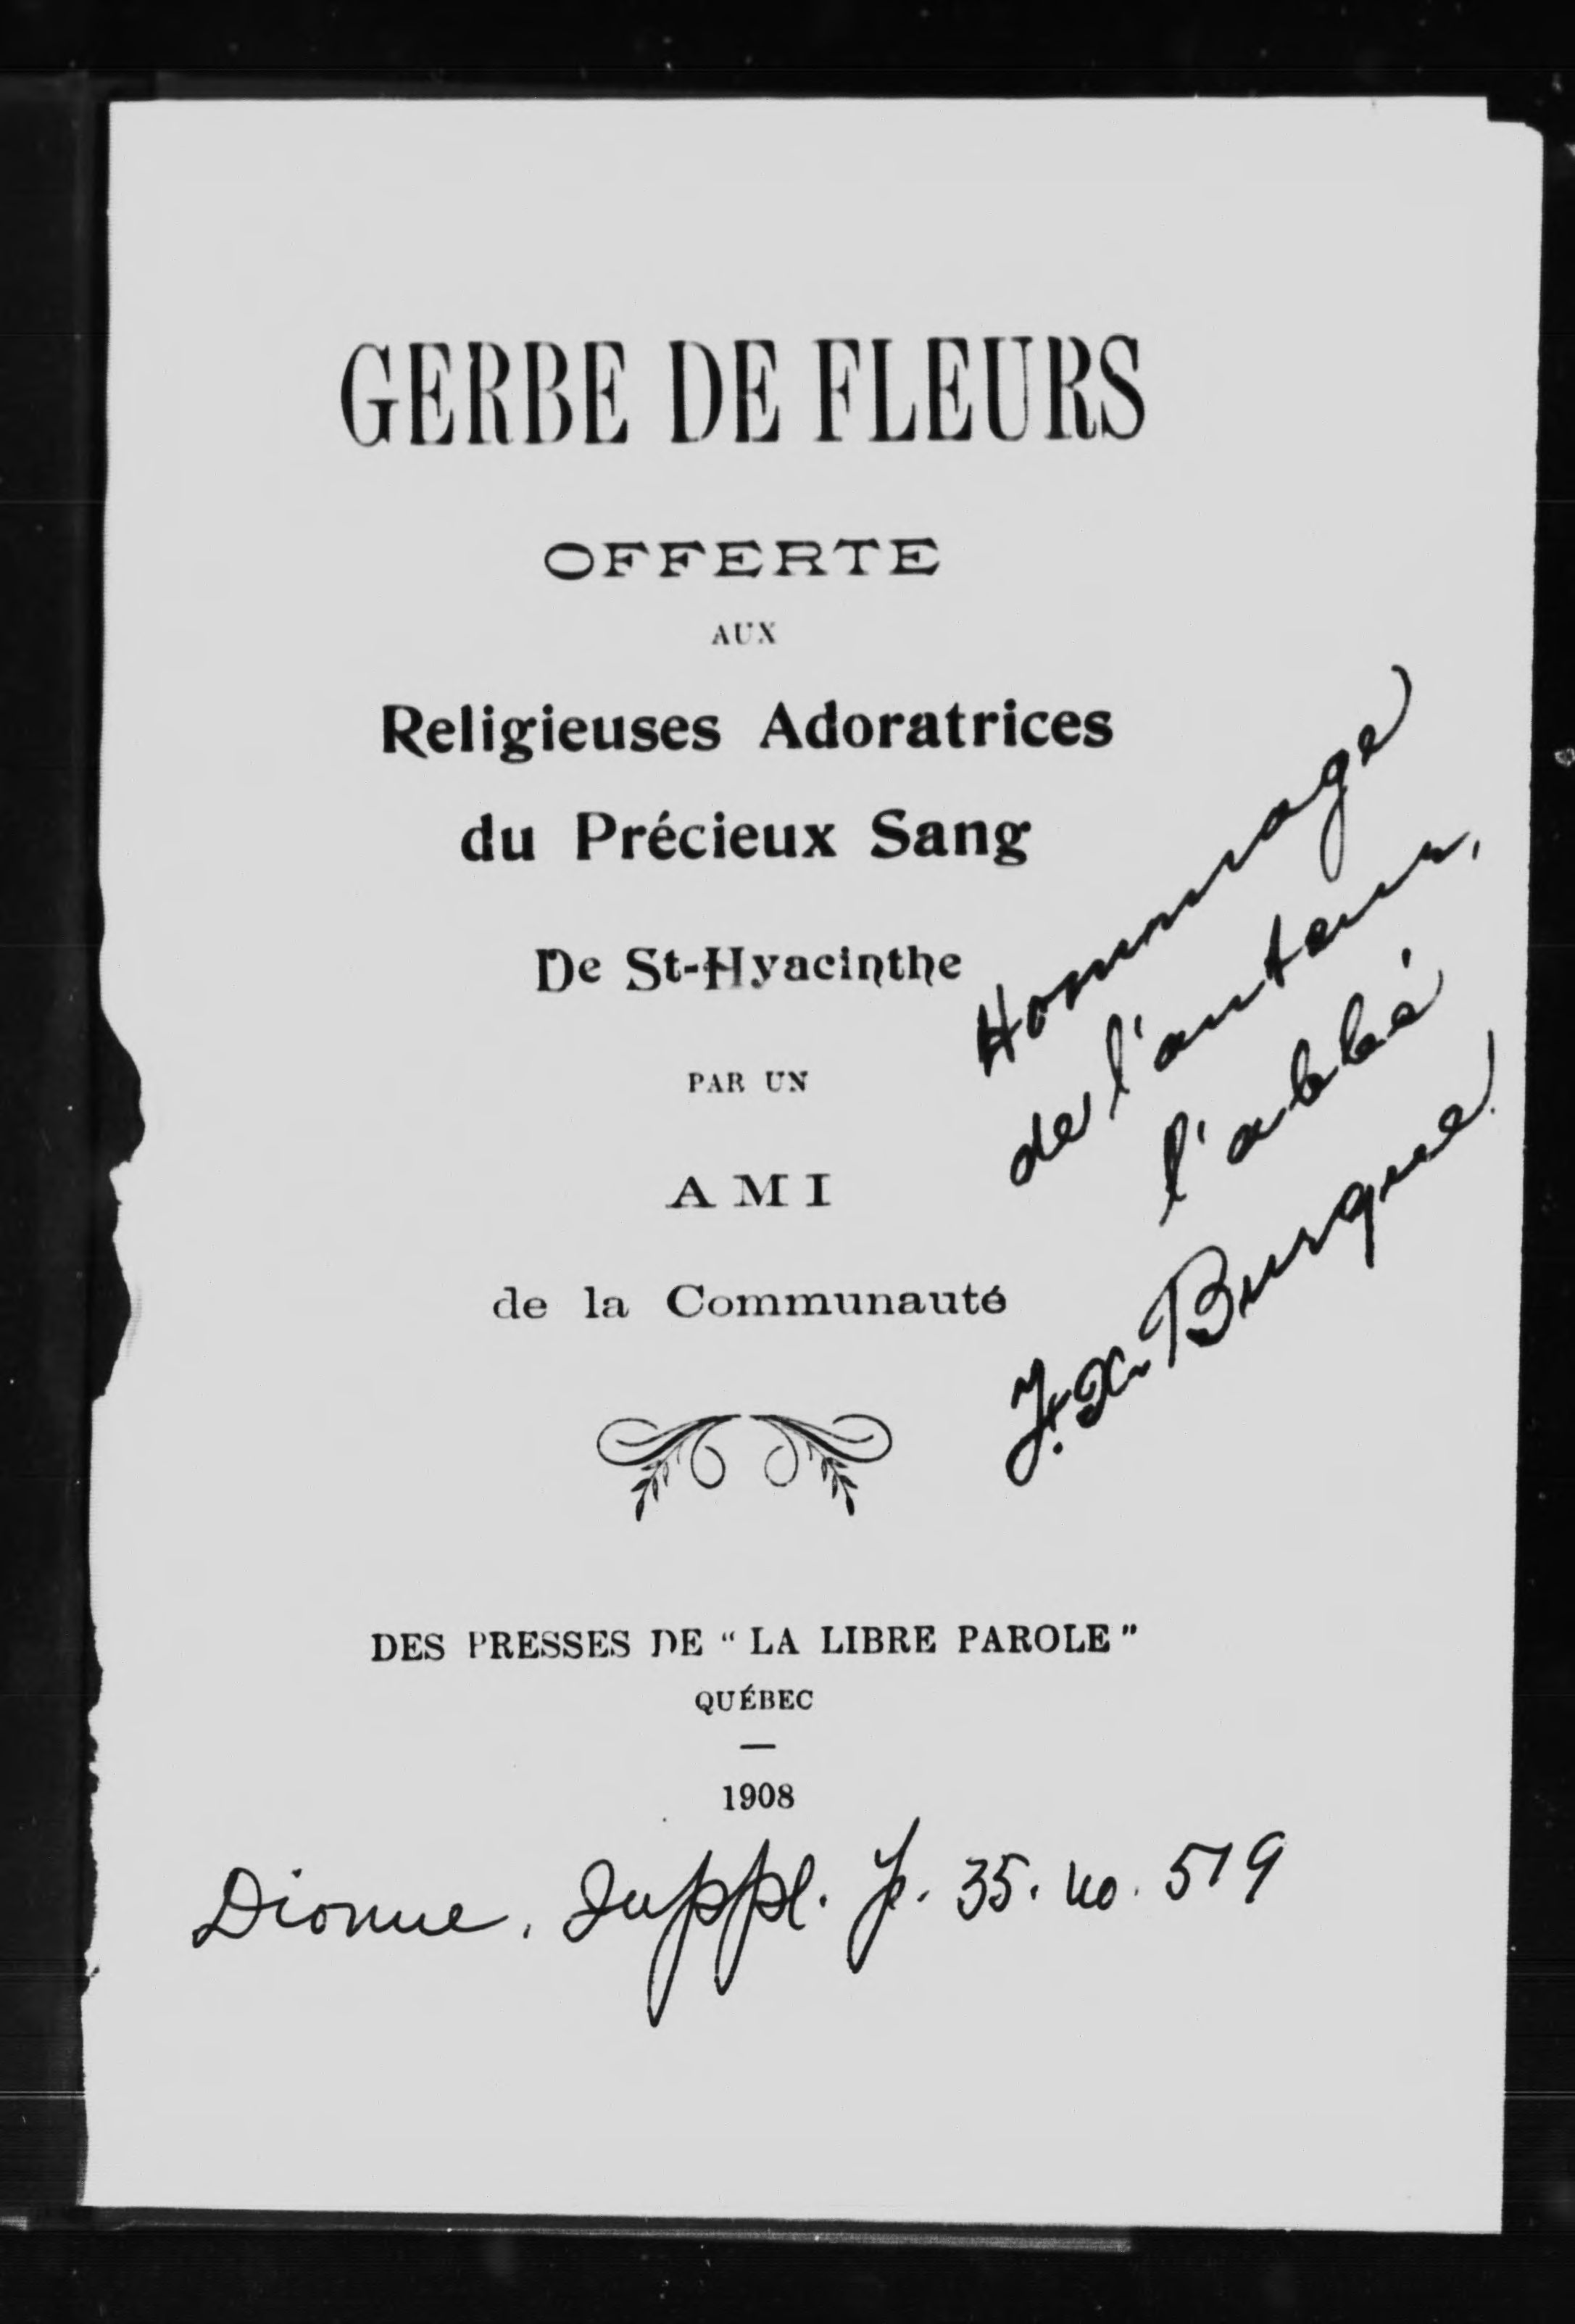 GERBE DE FLEURS
OFFERTE
AUX
Religieuses Adoratrices
du Précieux Sang
De St-Hyacinthe
PAR UN
AMI
de la Communauté
Hommage
de l'auteur,
l'abbé
F. X. Burque
DES PRESSES DE “ LA LIBRE PAROLE ”
QUÉBEC
1908
Dionne, Suppl. p. 35. no. 519